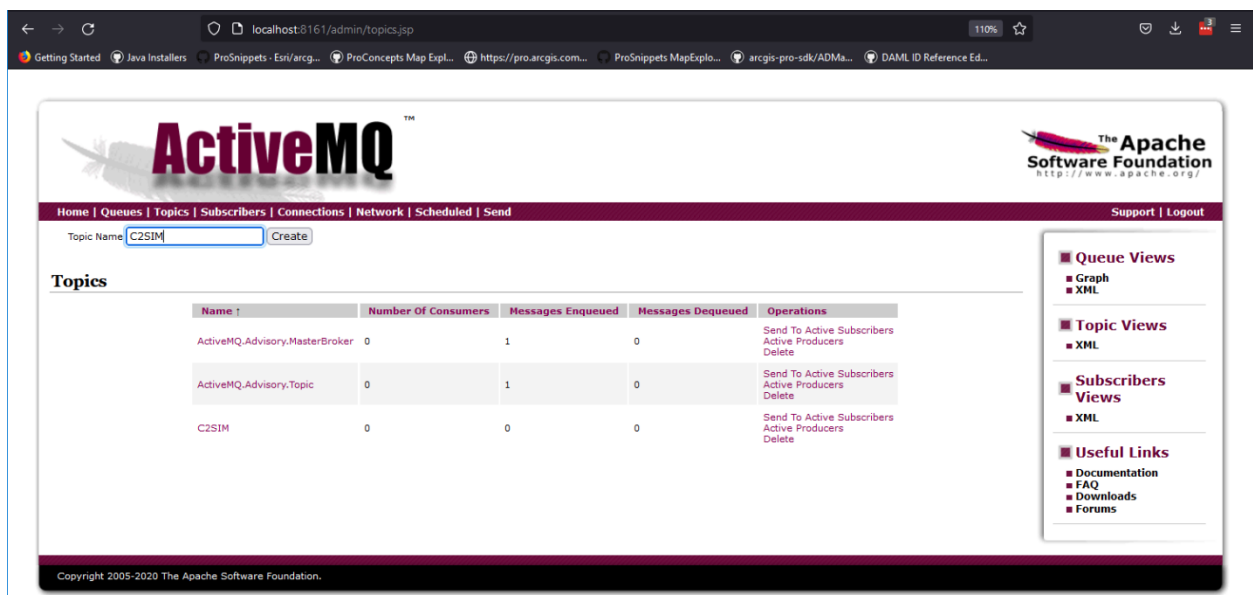 localhost:8161/admin/topics.jsp 110% 3
Getting Started Java Installers ProSnippets · Esri/arcg... ProConcepts Map Expl... https://pro.arcgis.com... ProSnippets MapExplo... arcgis-pro-sdk/ADMa... DAML ID Reference Ed...
ActiveMQ ™
The Apache
Software Foundation
http://www.apache.org/
Home | Queues | Topics | Subscribers | Connections | Network | Scheduled | Send Support | Logout
Topic Name C2SIM Create
Topics
Name ↑ Number Of Consumers Messages Enqueued Messages Dequeued Operations
ActiveMQ.Advisory.MasterBroker 0 1 0 Send To Active Subscribers
Active Producers
Delete
ActiveMQ.Advisory.Topic 0 1 0 Send To Active Subscribers
Active Producers
Delete
C2SIM 0 0 0 Send To Active Subscribers
Active Producers
Delete
Queue Views
Graph
XML
Topic Views
XML
Subscribers
Views
XML
Useful Links
Documentation
FAQ
Downloads
Forums
Copyright 2005-2020 The Apache Software Foundation.